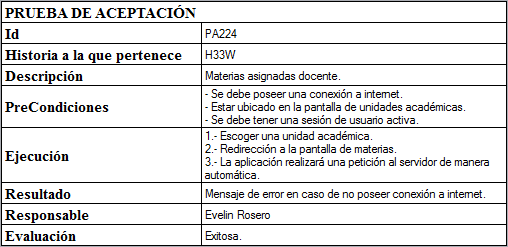 PRUEBA DE ACEPTACIÓN
Id PA224
Historia a la que pertenece H33W
Descripción Materias asignadas docente.
PreCondiciones - Se debe poseer una conexión a internet.
- Estar ubicado en la pantalla de unidades académicas.
- Se debe tener una sesión de usuario activa.
Ejecución 1.- Escoger una unidad académica.
2.- Redirección a la pantalla de materias.
3.- La aplicación realizará una petición al servidor de manera
automática.
Resultado Mensaje de error en caso de no poseer conexión a internet.
Responsable Evelin Rosero
Evaluación Exitosa.